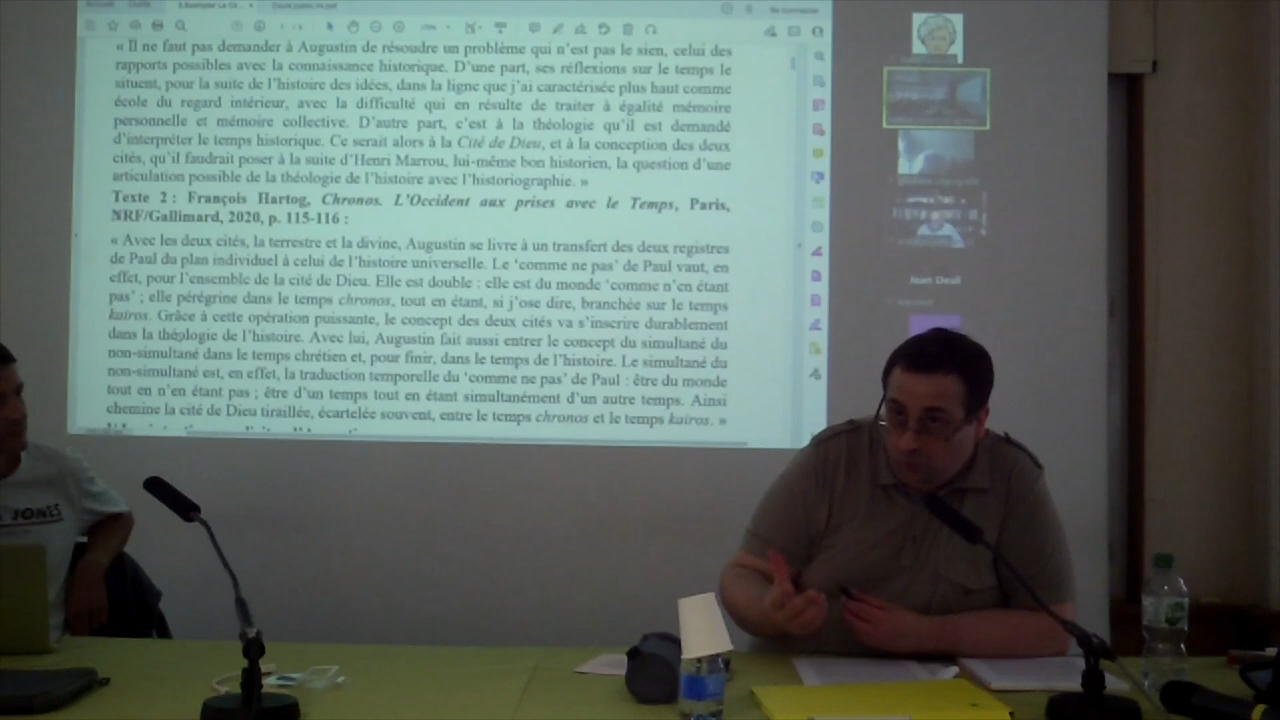 « Il ne faut pas demander à Augustin de résoudre un problème qui n'est pas le sien, celui des
rapports possibles avec la connaissance historique. D'une part, ses réflexions sur le temps le
situent, pour la suite de l'histoire des idées, dans la ligne que j'ai caractérisée plus haut comme
école du regard intérieur, avec la difficulté qui en résulte de traiter à égalité mémoire
personnelle et mémoire collective. D'autre part, c'est à la théologie qu'il est demandé
d'interpréter le temps historique. Ce serait alors à la Cité de Dieu, et à la conception des deux
cités, qu'il faudrait poser à la suite d'Henri Marrou, lui-même bon historien, la question d'une
articulation possible de la théologie de l'histoire avec l'historiographie. »
Texte 2 : François Hartog, Chronos. L'Occident aux prises avec le Temps, Paris,
NRF/Gallimard, 2020, p. 115-116 :
« Avec les deux cités, la terrestre et la divine, Augustin se livre à un transfert des deux registres
de Paul du plan individuel à celui de l'histoire universelle. Le 'comme ne pas' de Paul vaut, en
effet, pour l'ensemble de la cité de Dieu. Elle est double : elle est du monde 'comme n'en étant
pas' ; elle pérégrine dans le temps chronos, tout en étant, si j'ose dire, branchée sur le temps
kairos. Grâce à cette opération puissante, le concept des deux cités va s'inscrire durablement
dans la théologie de l'histoire. Avec lui, Augustin fait aussi entrer le concept du simultané du
non-simultané dans le temps chrétien et, pour finir, dans le temps de l'histoire. Le simultané du
non-simultané est, en effet, la traduction temporelle du 'comme ne pas' de Paul : être du monde
tout en n'en étant pas ; être d'un temps tout en étant simultanément d'un autre temps. Ainsi
chemine la cité de Dieu tiraillée, écartelée souvent, entre le temps chronos et le temps kairos. »
JONES